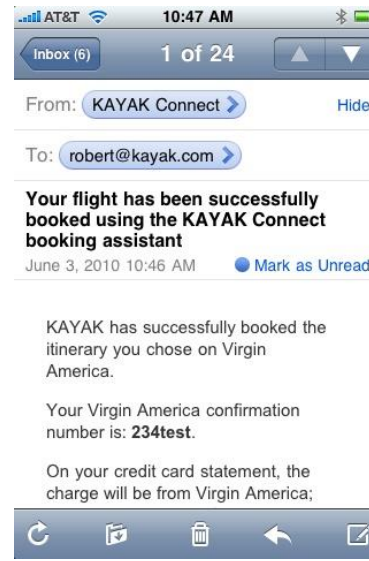 AT&T 10:47 AM
Inbox (6) 1 of 24
From: KAYAK Connect Hide
To: robert@kayak.com
Your flight has been successfully
booked using the KAYAK Connect
booking assistant
June 3, 2010 10:46 AM Mark as Unread
KAYAK has successfully booked the
itinerary you chose on Virgin
America.
Your Virgin America confirmation
number is: 234test.
On your credit card statement, the
charge will be from Virgin America;